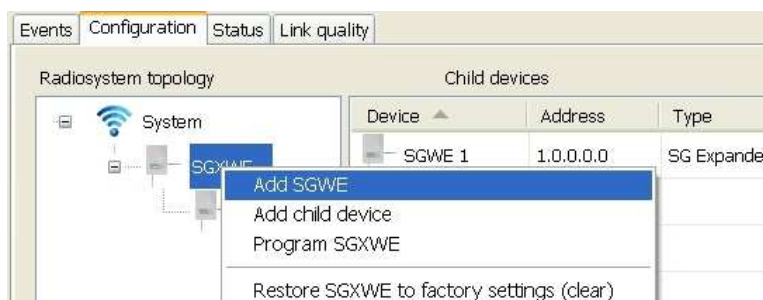 Events Configuration Status Link quality
Radiosystem topology Child devices
System
Device Address Type
SGXWE
SGWE 1 1.0.0.0.0 SG Expande
Add SGWE
Add child device
Program SGXWE
Restore SGXWE to factory settings (clear)